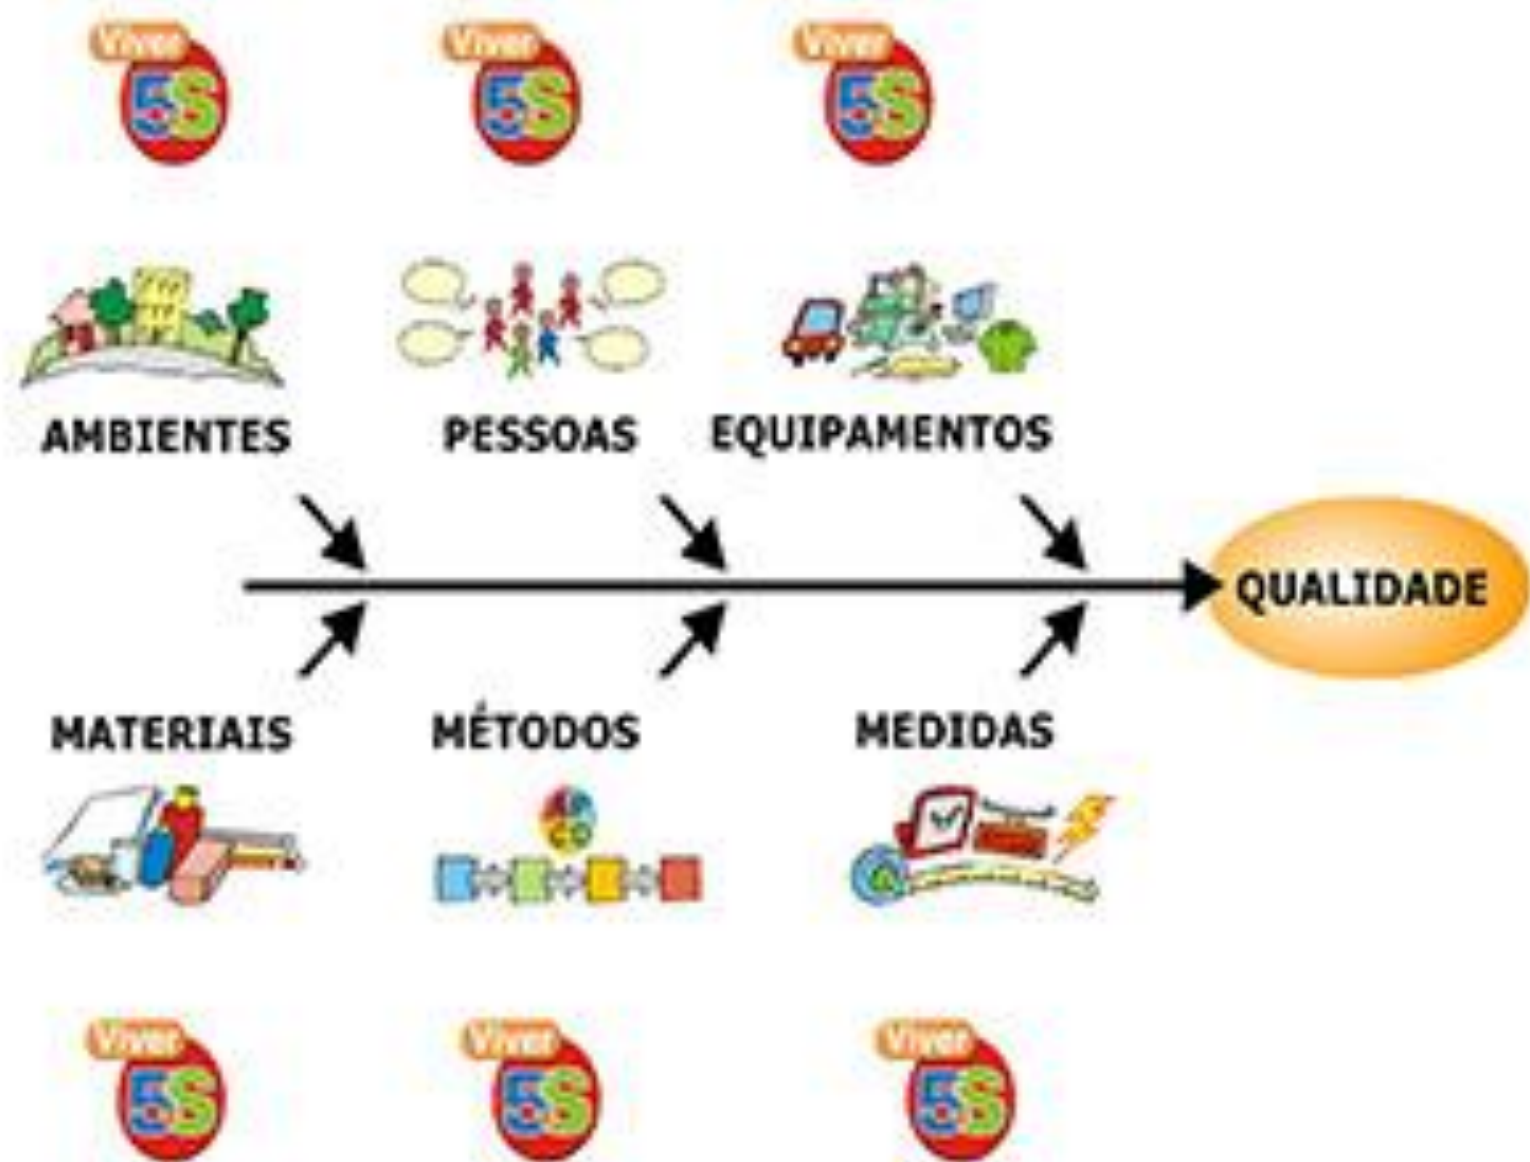 Viver
5S
Viver
5S
Viver
5S
AMBIENTES
PESSOAS
EQUIPAMENTOS
QUALIDADE
MATERIAIS
MÉTODOS
MEDIDAS
Viver
5S
Viver
5S
Viver
5S